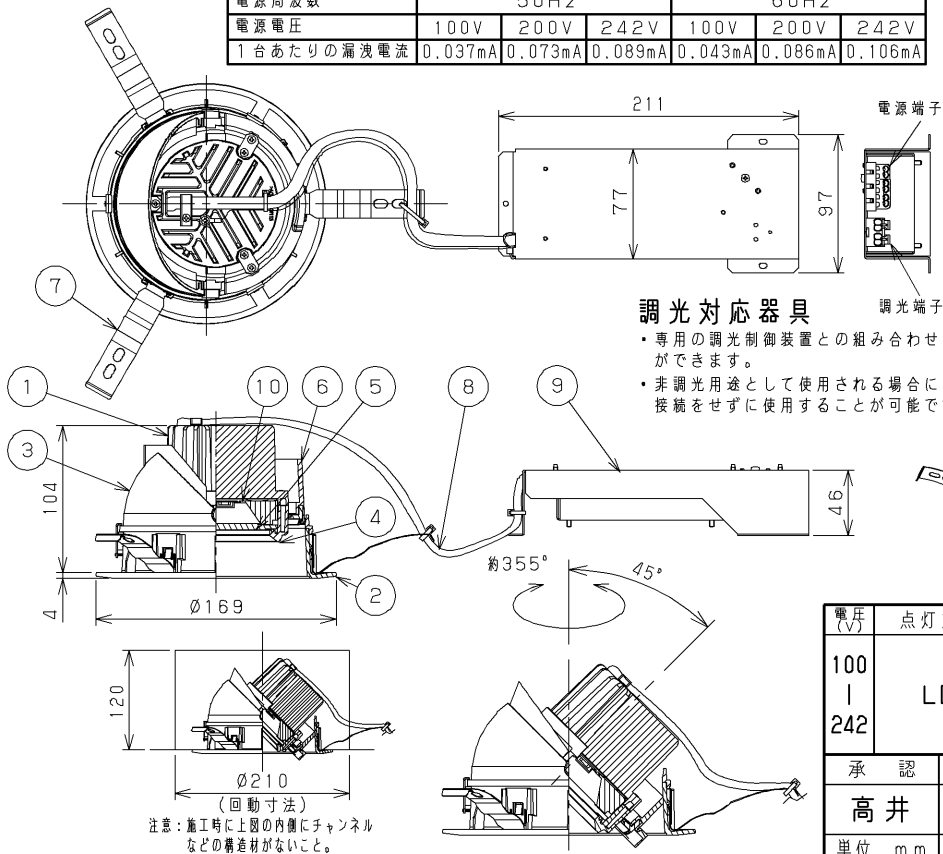 電源周波数 50Hz 60Hz
電源電圧 100V 200V 242V 100V 200V 242V
1台あたりの漏洩電流 0.037mA 0.073mA 0.089mA 0.043mA 0.086mA 0.106mA
211
電源端子
77
97
調光端子
7
調光対応器具
・専用の調光制御装置との組み合わせ
ができます。
・非調光用途として使用される場合に
接続をせずに使用することが可能で
1
10
6
5
8
9
3
104
4
46
約355°
45°
4
2
Ø169
120
Ø210
(回動寸法)
注意：施工時に上図の内側にチャンネル
などの構造材がないこと。
電圧
(V)
点灯
100
|
242
承認
高井
単位 mm